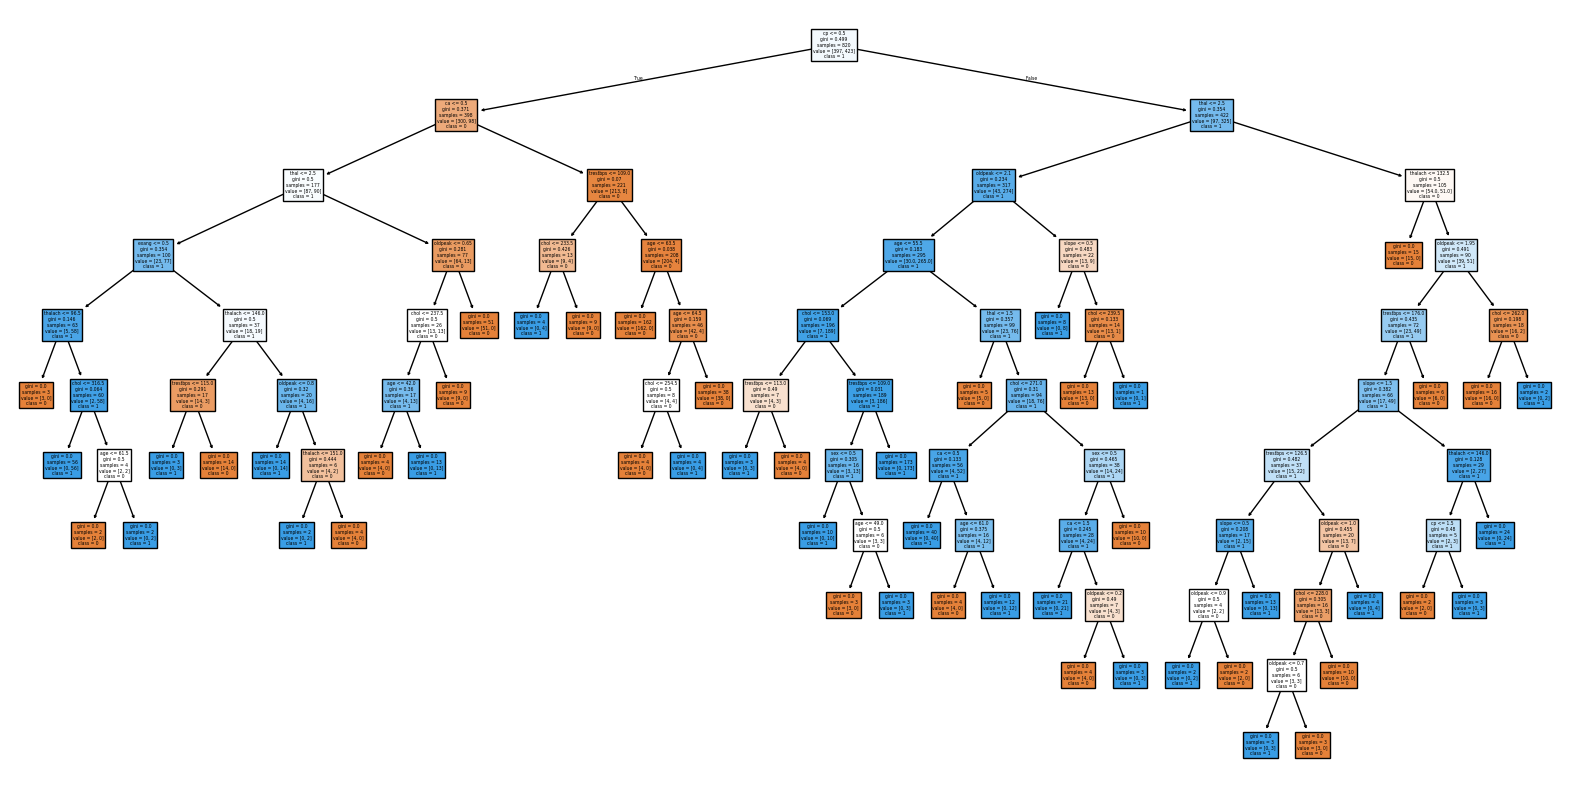 cp <= 0.5
gini = 0.499
samples = 820
value = [397, 423]
class = 1
True
False
ca <= 0.5
gini = 0.371
samples = 398
value = [300, 98]
class = 0
thal <= 2.5
gini = 0.354
samples = 422
value = [97, 325]
class = 1
thal <= 2.5
gini = 0.5
samples = 177
value = [87, 90]
class = 1
trestbps <= 109.0
gini = 0.07
samples = 221
value = [213, 8]
class = 0
oldpeak <= 2.1
gini = 0.234
samples = 317
value = [43, 274]
class = 1
thalach <= 132.5
gini = 0.5
samples = 105
value = [54.0, 51.0]
class = 0
exang <= 0.5
gini = 0.354
samples = 100
value = [23, 77]
class = 1
oldpeak <= 0.65
gini = 0.281
samples = 77
value = [64, 13]
class = 0
chol <= 233.5
gini = 0.426
samples = 13
value = [9, 4]
class = 0
age <= 63.5
gini = 0.038
samples = 208
value = [204, 4]
class = 0
age <= 55.5
gini = 0.183
samples = 295
value = [30.0, 265.0]
class = 1
slope <= 0.5
gini = 0.483
samples = 22
value = [13, 9]
class = 0
gini = 0.0
samples = 15
value = [15, 0]
class = 0
oldpeak <= 1.95
gini = 0.491
samples = 90
value = [39, 51]
class = 1
thalach <= 96.5
gini = 0.146
samples = 63
value = [5, 58]
class = 1
thalach <= 146.0
gini = 0.5
samples = 37
value = [18, 19]
class = 1
chol <= 237.5
gini = 0.5
samples = 26
value = [13, 13]
class = 0
gini = 0.0
samples = 51
value = [51, 0]
class = 0
gini = 0.0
samples = 4
value = [0, 4]
class = 1
gini = 0.0
samples = 9
value = [9, 0]
class = 0
gini = 0.0
samples = 162
value = [162, 0]
class = 0
age <= 64.5
gini = 0.159
samples = 46
value = [42, 4]
class = 0
chol <= 153.0
gini = 0.069
samples = 196
value = [7, 189]
class = 1
thal <= 1.5
gini = 0.357
samples = 99
value = [23, 76]
class = 1
gini = 0.0
samples = 8
value = [0, 8]
class = 1
chol <= 239.5
gini = 0.133
samples = 14
value = [13, 1]
class = 0
trestbps <= 176.0
gini = 0.435
samples = 72
value = [23, 49]
class = 1
chol <= 262.0
gini = 0.198
samples = 18
value = [16, 2]
class = 0
gini = 0.0
samples = 3
value = [3, 0]
class = 0
chol <= 316.5
gini = 0.064
samples = 60
value = [2, 58]
class = 1
trestbps <= 115.0
gini = 0.291
samples = 17
value = [14, 3]
class = 0
oldpeak <= 0.8
gini = 0.32
samples = 20
value = [4, 16]
class = 1
age <= 42.0
gini = 0.36
samples = 17
value = [4, 13]
class = 1
gini = 0.0
samples = 9
value = [9, 0]
class = 0
chol <= 254.5
gini = 0.5
samples = 8
value = [4, 4]
class = 0
gini = 0.0
samples = 38
value = [38, 0]
class = 0
trestbps <= 113.0
gini = 0.49
samples = 7
value = [4, 3]
class = 0
trestbps <= 109.0
gini = 0.031
samples = 189
value = [3, 186]
class = 1
gini = 0.0
samples = 5
value = [5, 0]
class = 0
chol <= 271.0
gini = 0.31
samples = 94
value = [18, 76]
class = 1
gini = 0.0
samples = 13
value = [13, 0]
class = 0
gini = 0.0
samples = 1
value = [0, 1]
class = 1
slope <= 1.5
gini = 0.382
samples = 66
value = [17, 49]
class = 1
gini = 0.0
samples = 6
value = [6, 0]
class = 0
gini = 0.0
samples = 16
value = [16, 0]
class = 0
gini = 0.0
samples = 2
value = [0, 2]
class = 1
gini = 0.0
samples = 56
value = [0, 56]
class = 1
age <= 61.5
gini = 0.5
samples = 4
value = [2, 2]
class = 0
gini = 0.0
samples = 3
value = [0, 3]
class = 1
gini = 0.0
samples = 14
value = [14, 0]
class = 0
gini = 0.0
samples = 14
value = [0, 14]
class = 1
thalach <= 151.0
gini = 0.444
samples = 6
value = [4, 2]
class = 0
gini = 0.0
samples = 4
value = [4, 0]
class = 0
gini = 0.0
samples = 13
value = [0, 13]
class = 1
gini = 0.0
samples = 4
value = [4, 0]
class = 0
gini = 0.0
samples = 4
value = [0, 4]
class = 1
gini = 0.0
samples = 3
value = [0, 3]
class = 1
gini = 0.0
samples = 4
value = [4, 0]
class = 0
sex <= 0.5
gini = 0.305
samples = 16
value = [3, 13]
class = 1
gini = 0.0
samples = 173
value = [0, 173]
class = 1
ca <= 0.5
gini = 0.133
samples = 56
value = [4, 52]
class = 1
sex <= 0.5
gini = 0.465
samples = 38
value = [14, 24]
class = 1
trestbps <= 126.5
gini = 0.482
samples = 37
value = [15, 22]
class = 1
thalach <= 148.0
gini = 0.128
samples = 29
value = [2, 27]
class = 1
gini = 0.0
samples = 2
value = [2, 0]
class = 0
gini = 0.0
samples = 2
value = [0, 2]
class = 1
gini = 0.0
samples = 2
value = [0, 2]
class = 1
gini = 0.0
samples = 4
value = [4, 0]
class = 0
gini = 0.0
samples = 10
value = [0, 10]
class = 1
age <= 49.0
gini = 0.5
samples = 6
value = [3, 3]
class = 0
gini = 0.0
samples = 40
value = [0, 40]
class = 1
age <= 61.0
gini = 0.375
samples = 16
value = [4, 12]
class = 1
ca <= 1.5
gini = 0.245
samples = 28
value = [4, 24]
class = 1
gini = 0.0
samples = 10
value = [10, 0]
class = 0
slope <= 0.5
gini = 0.208
samples = 17
value = [2, 15]
class = 1
oldpeak <= 1.0
gini = 0.455
samples = 20
value = [13, 7]
class = 0
cp <= 1.5
gini = 0.48
samples = 5
value = [2, 3]
class = 1
gini = 0.0
samples = 24
value = [0, 24]
class = 1
gini = 0.0
samples = 3
value = [3, 0]
class = 0
gini = 0.0
samples = 3
value = [0, 3]
class = 1
gini = 0.0
samples = 4
value = [4, 0]
class = 0
gini = 0.0
samples = 12
value = [0, 12]
class = 1
gini = 0.0
samples = 21
value = [0, 21]
class = 1
oldpeak <= 0.2
gini = 0.49
samples = 7
value = [4, 3]
class = 0
oldpeak <= 0.9
gini = 0.5
samples = 4
value = [2, 2]
class = 0
gini = 0.0
samples = 13
value = [0, 13]
class = 1
chol <= 228.0
gini = 0.305
samples = 16
value = [13, 3]
class = 0
gini = 0.0
samples = 4
value = [0, 4]
class = 1
gini = 0.0
samples = 2
value = [2, 0]
class = 0
gini = 0.0
samples = 3
value = [0, 3]
class = 1
gini = 0.0
samples = 4
value = [4, 0]
class = 0
gini = 0.0
samples = 3
value = [0, 3]
class = 1
gini = 0.0
samples = 2
value = [0, 2]
class = 1
gini = 0.0
samples = 2
value = [2, 0]
class = 0
oldpeak <= 0.7
gini = 0.5
samples = 6
value = [3, 3]
class = 0
gini = 0.0
samples = 10
value = [10, 0]
class = 0
gini = 0.0
samples = 3
value = [0, 3]
class = 1
gini = 0.0
samples = 3
value = [3, 0]
class = 0